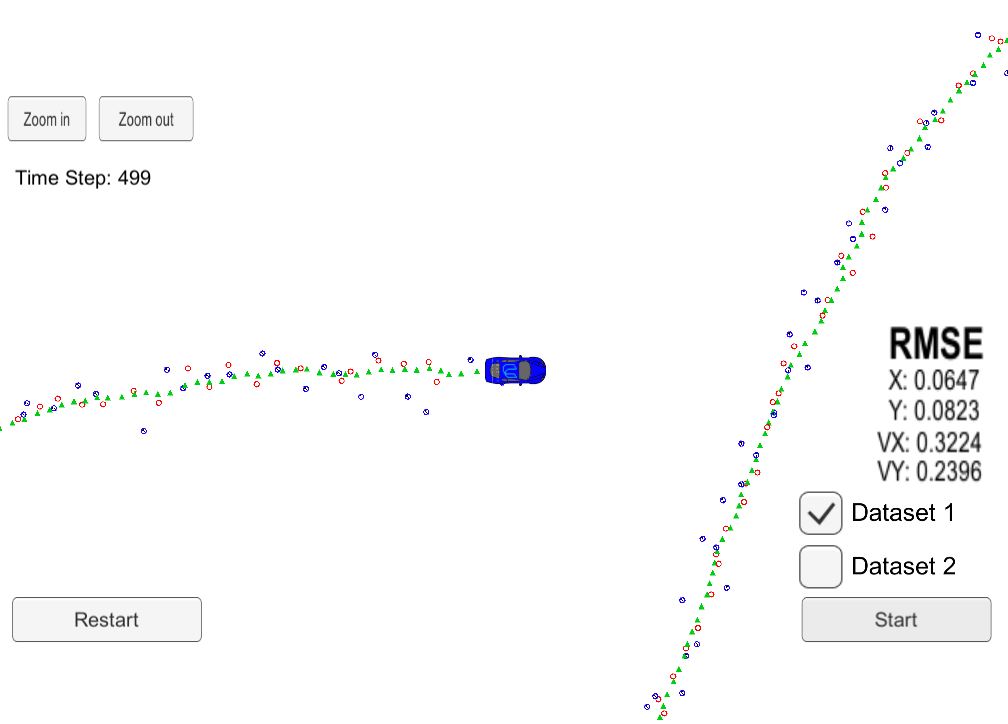 Zoom in
Zoom out
Time Step: 499
RMSE
X: 0.0647
Y: 0.0823
VX: 0.3224
VY: 0.2396
Dataset 1
Dataset 2
Restart
Start